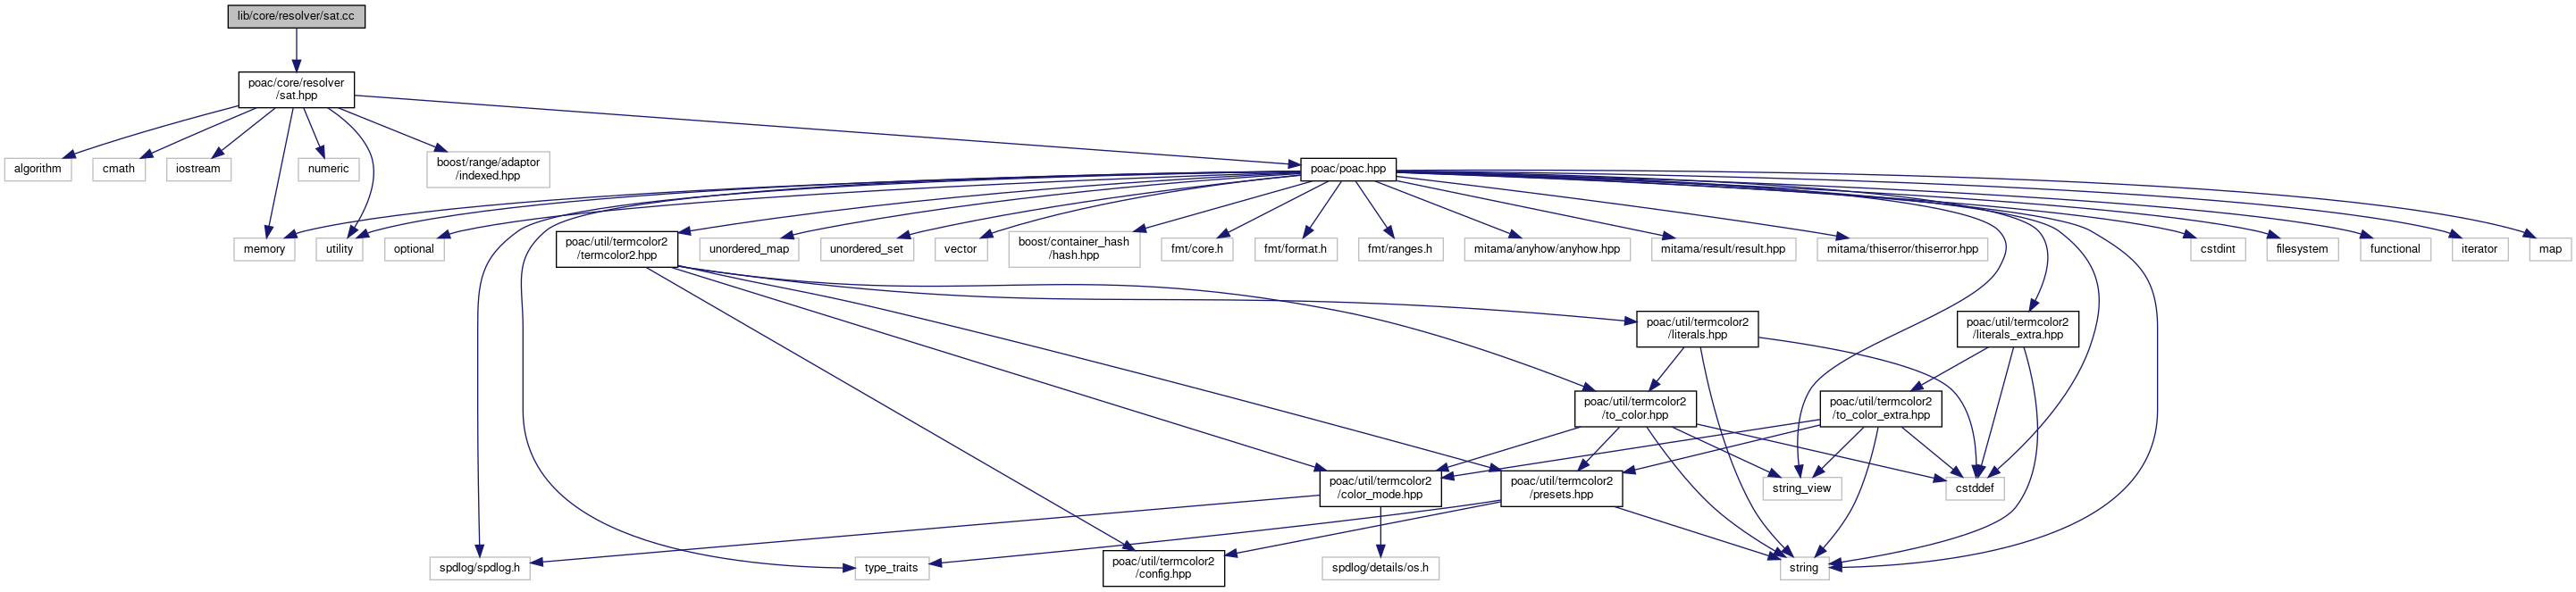 lib/core/resolver/sat.cc
poac/core/resolver
/sat.hpp
algorithm
cmath
iostream
numeric
boost/range/adaptor
/indexed.hpp
poac/poac.hpp
memory
utility
optional
poac/util/termcolor2
/termcolor2.hpp
unordered_map
unordered_set
vector
boost/container_hash
/hash.hpp
fmt/core.h
fmt/format.h
fmt/ranges.h
mitama/anyhow/anyhow.hpp
mitama/result/result.hpp
mitama/thiserror/thiserror.hpp
cstdint
filesystem
functional
iterator
map
poac/util/termcolor2
/literals.hpp
poac/util/termcolor2
/literals_extra.hpp
poac/util/termcolor2
/to_color.hpp
poac/util/termcolor2
/to_color_extra.hpp
poac/util/termcolor2
/color_mode.hpp
poac/util/termcolor2
/presets.hpp
string_view
cstddef
spdlog/spdlog.h
type_traits
poac/util/termcolor2
/config.hpp
spdlog/details/os.h
string